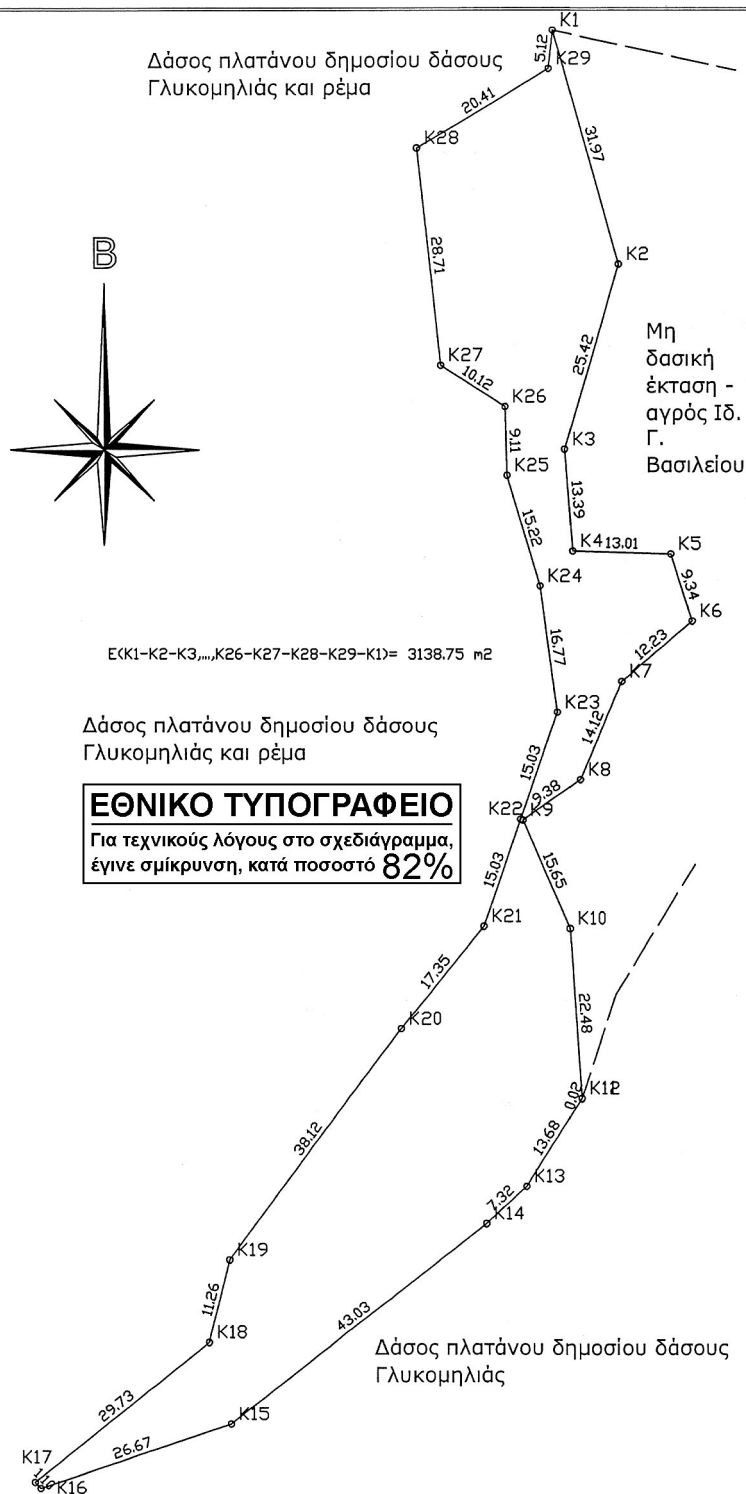 K1
5.12
K29
Δάσος πλατάνου δημοσίου δάσους
Γλυκομηλιάς και ρέμα
20.41
K28
31.97
B
K2
28.71
Μη
δασική
έκταση -
αγρός Ιδ.
Γ.
Βασιλείου
25.42
K27
10.12
K26
K3
9.11
K25
13.39
15.22
K4
13.01
K5
K24
9.34
K6
16.77
12.23
E(K1-K2-K3,...,K26-K27-K28-K29-K1)= 3138.75 m2
K7
K23
14.12
Δάσος πλατάνου δημοσίου δάσους
Γλυκομηλιάς και ρέμα
15.03
K8
9.38
ΕΘΝΙΚΟ ΤΥΠΟΓΡΑΦΕΙΟ
Για τεχνικούς λόγους στο σχεδιάγραμμα,
έγινε σμίκρυνση, κατά ποσοστό 82%
K22
K9
15.03
15.65
K21
K10
17.35
22.48
K20
0.02
K12
38.12
13.68
K13
7.32
K14
K19
11.26
43.03
K18
Δάσος πλατάνου δημοσίου δάσους
Γλυκομηλιάς
29.73
K15
26.67
K17
K16